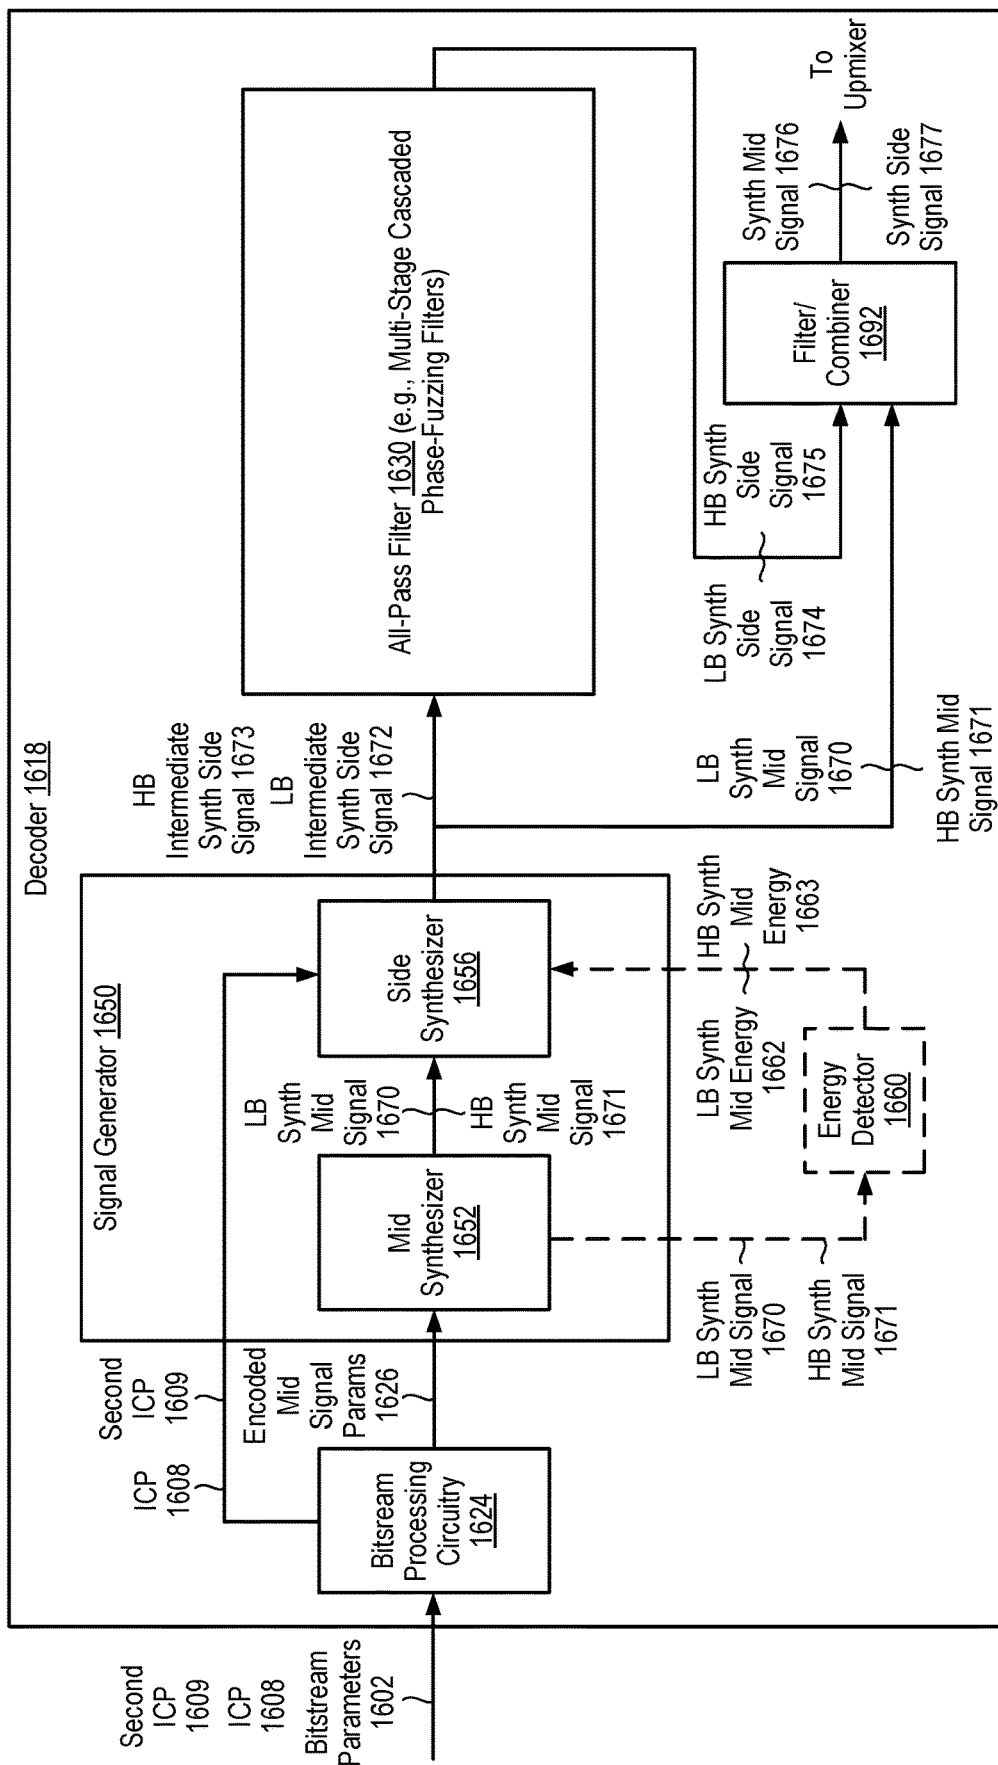 Decoder 1618
Second
ICP
1609
ICP
1608
Bitstream
Parameters
1602
Bitsream
Processing
Circuitry
1624
Second
ICP
1609
ICP
1608
Encoded
Mid
Signal
Params
1626
Signal Generator 1650
Mid
Synthesizer
1652
LB
Synth
Mid
Signal
1670
HB
Synth
Mid
Signal
1671
Side
Synthesizer
1656
LB Synth
Mid Signal
1670
HB Synth
Mid Signal
1671
Energy
Detector
1660
LB Synth
Mid Energy
1662
HB Synth
Mid
Energy
1663
HB
Intermediate
Synth Side
Signal 1673
LB
Intermediate
Synth Side
Signal 1672
All-Pass Filter 1630 (e.g., Multi-Stage Cascaded
Phase-Fuzzing Filters)
LB
Synth
Mid
Signal
1670
HB Synth Mid
Signal 1671
LB Synth
Side
Signal
1674
HB Synth
Side
Signal
1675
Filter/
Combiner
1692
Synth Mid
Signal 1676
Synth Side
Signal 1677
To
Upmixer